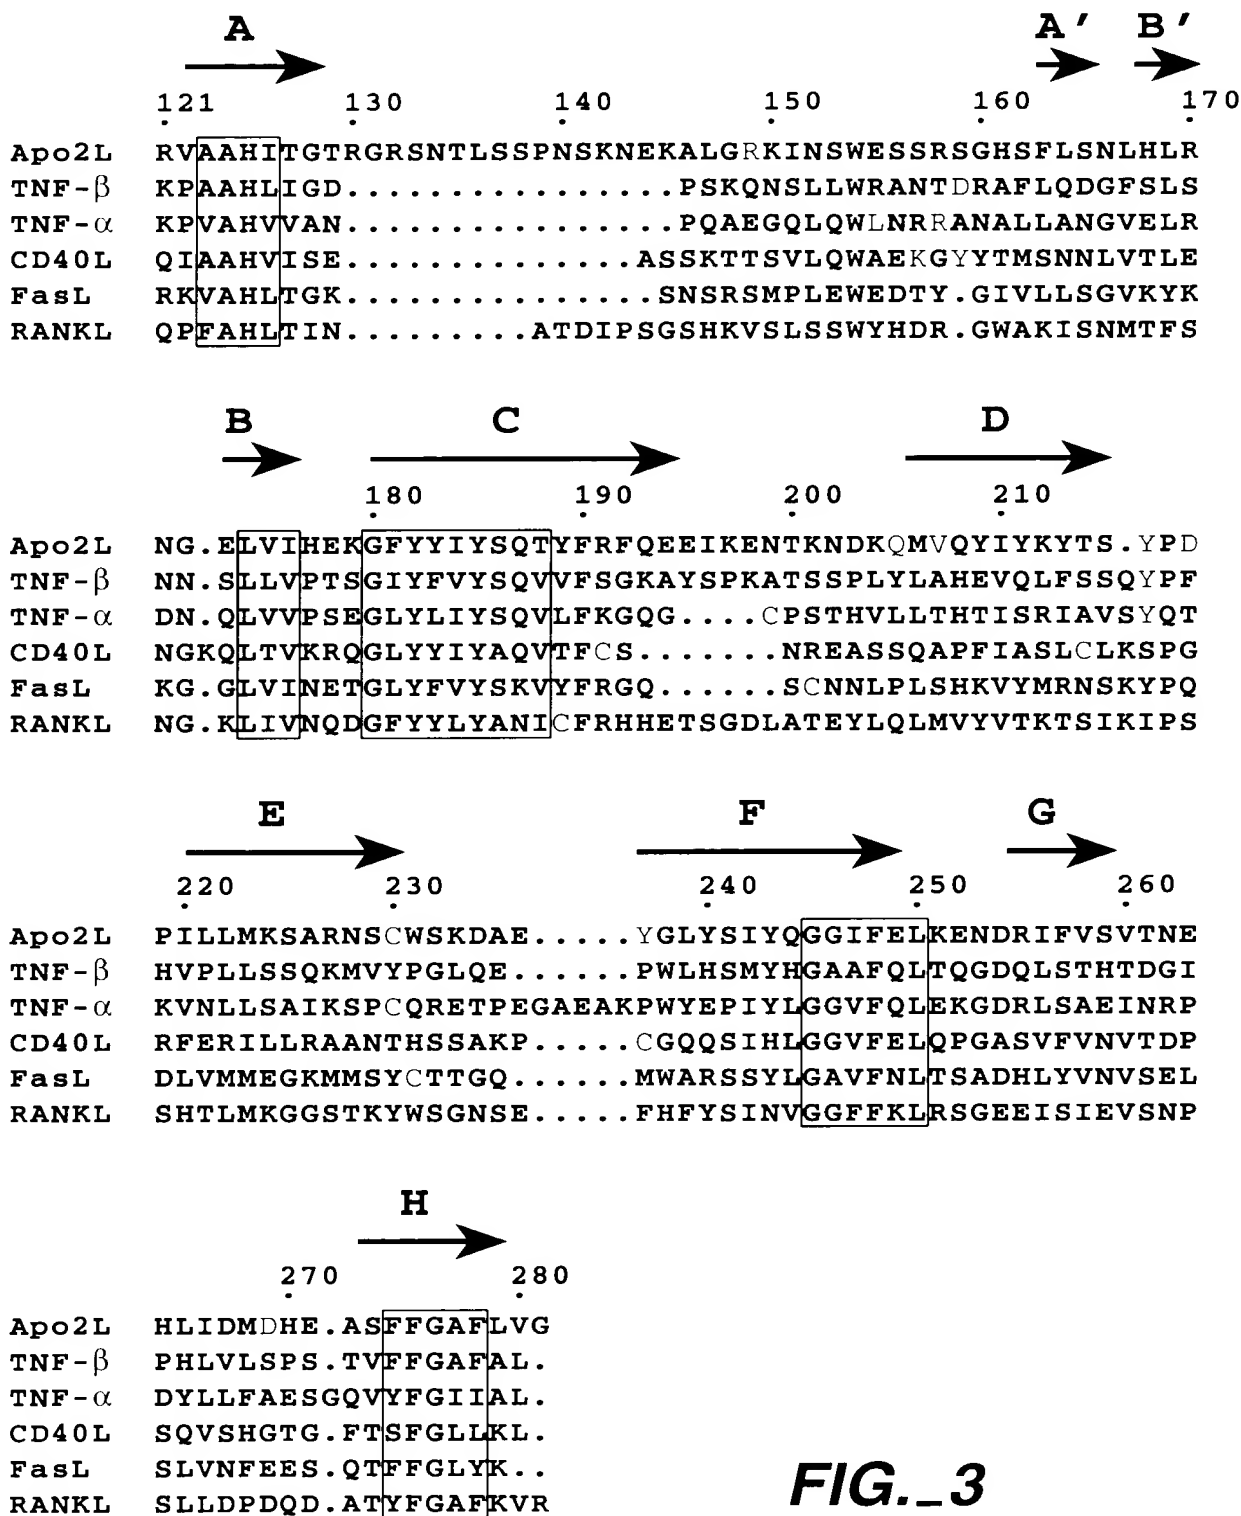 A A' B'
121 130 140 150 160 170
Apo2L RVAAHITGTRGRSNTLSSPNSKNEKALGRKINSWESSRSGHSFLSNLHLR
TNF-β KPAAHLIGD................PSKQNSLLWRANTDRAFLQDGFSLS
TNF-α KPVAHVVAN................PQAEGQLQWLNRRANALLANGVELR
CD40L QIAAHVISE..............ASSKTTSVLQWAEKGYYTMSNNLVTLE
FasL RKVAHLTGK...............SNSRSMPLEWEDTY.GIVLLSGVKYK
RANKL QPFAHLTIN.........ATDIPSGSHKVSLSSWYHDR.GWAKISNMTFS
B C D
180 190 200 210
Apo2L NG.ELVIHEKGFYYIYSQTYFRFQEEIKENTKNDKQMVQYIYKYTS.YPD
TNF-β NN.SLLVPTSGIYFVYSQVVFSGKAYSPKATSSPLYLAHEVQLFSSQYPF
TNF-α DN.QLVVPSEGLYLIYSQVLFKGQG....CPSTHVLLTHTISRIAVSYQT
CD40L NGKQLTVKRQGLYYIYAQVTFCS.......NREASSQAPFIASLCLKSPG
FasL KG.GLVINETGLYFVYSKVYFRGQ......SCNNLPLSHKVYMRNSKYPQ
RANKL NG.KLIVNQDGFYYLYANICFRHHETSGDLATEYLQLMVYVTKTSIKIPS
E F G
220 230 240 250 260
Apo2L PILLMKSARNSCWSKDAE.....YGLYSIYQGGIFELKENDRIFVSVTNE
TNF-β HVPLLSSQKMVYPGLQE......PWLHSMYHGAAFQLTQGDQLSTHTDGI
TNF-α KVNLLSAIKSPCQRETPEGAEAKPWYEPIYLGGVFQLEKGDRLSAEINRP
CD40L RFERILLRAANTHSSAKP.....CGQQSIHLGGVFELQPGASVFVNVTDP
FasL DLVMMEGKMMSYCTTGQ......MWARSSYLGAVFNLTSADHLYVNVSEL
RANKL SHTLMKGGSTKYWSGNSE.....FHFYSINVGGFFKLRSGEEISIEVSNP
H
270 280
Apo2L HLIDMDHE.ASFFGAFLVG
TNF-β PHLVLSPS.TVFFGAFAL.
TNF-α DYLLFAESGQVYFGIIAL.
CD40L SQVSHGTG.FTSFGLLKL.
FasL SLVNFEES.QTFFGLYK..
RANKL SLLDPDQD.ATYFGAFKVR
FIG._3